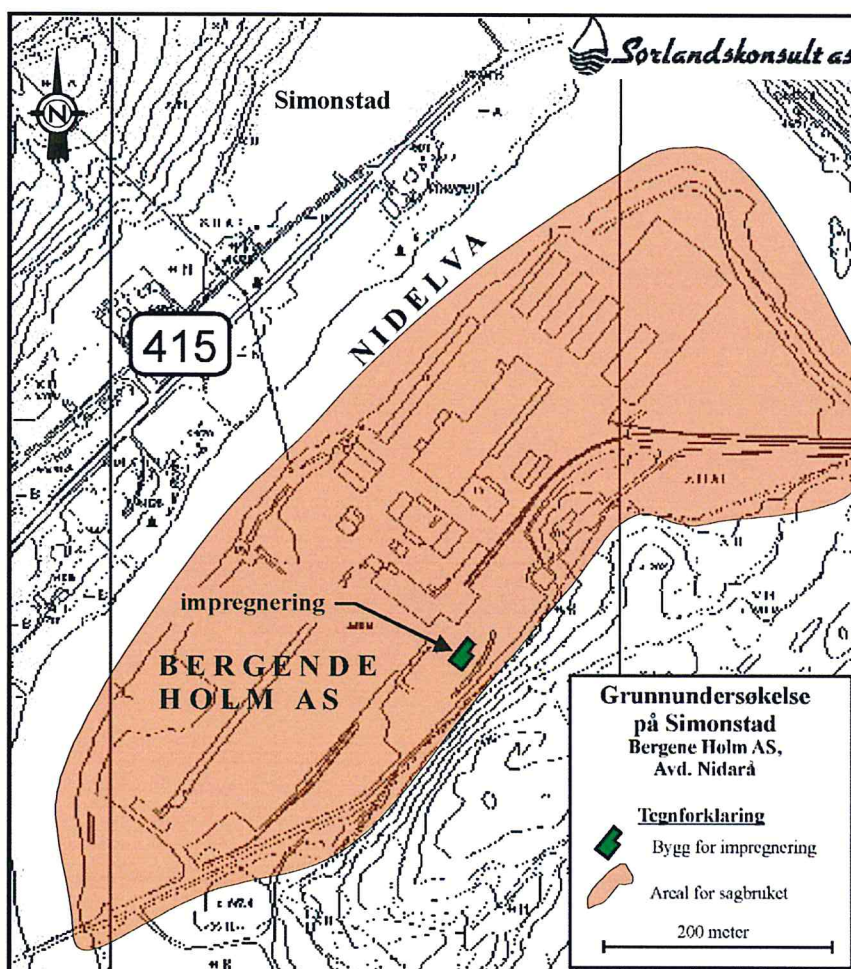 Sørlandskonsult as
N
Simonstad
415
NIDELVA
impregnering
BERGENDE
HOLM AS
Grunnundersøkelse
på Simonstad
Bergene Holm AS,
Avd. Nidarå
Tegnforklaring
Bygg for impregnering
Areal for sagbruket
200 meter